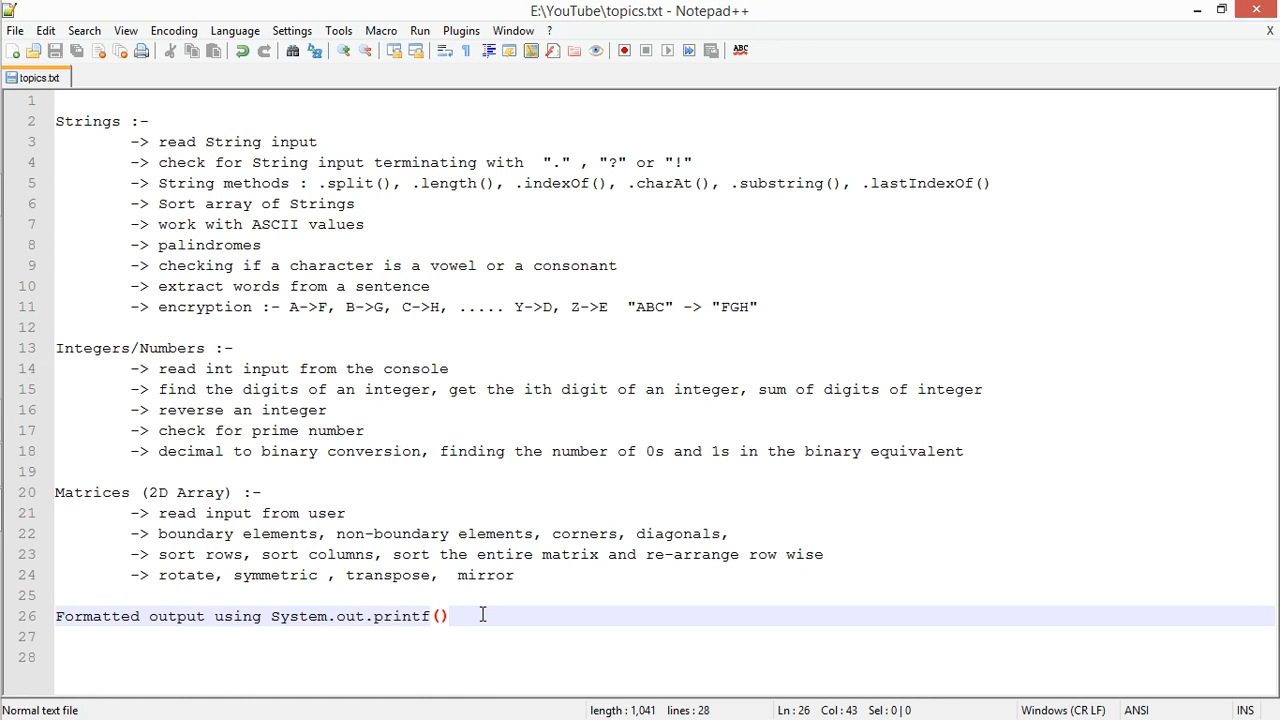 E:\YouTube\topics.txt - Notepad++
File Edit Search View Encoding Language Settings Tools Macro Run Plugins Window ? X
ABC
topics.txt
1
2 Strings :-
3 -> read String input
4 -> check for String input terminating with "." , "?" or "!"
5 -> String methods : .split(), .length(), .indexOf(), .charAt(), .substring(), .lastIndexOf()
6 -> Sort array of Strings
7 -> work with ASCII values
8 -> palindromes
9 -> checking if a character is a vowel or a consonant
10 -> extract words from a sentence
11 -> encryption :- A->F, B->G, C->H, ..... Y->D, Z->E "ABC" -> "FGH"
12
13 Integers/Numbers :-
14 -> read int input from the console
15 -> find the digits of an integer, get the ith digit of an integer, sum of digits of integer
16 -> reverse an integer
17 -> check for prime number
18 -> decimal to binary conversion, finding the number of 0s and 1s in the binary equivalent
19
20 Matrices (2D Array) :-
21 -> read input from user
22 -> boundary elements, non-boundary elements, corners, diagonals,
23 -> sort rows, sort columns, sort the entire matrix and re-arrange row wise
24 -> rotate, symmetric , transpose, mirror
25
26 Formatted output using System.out.printf()
27
28
Normal text file length : 1,041 lines : 28 Ln : 26 Col : 43 Sel : 0 | 0 Windows (CR LF) ANSI INS